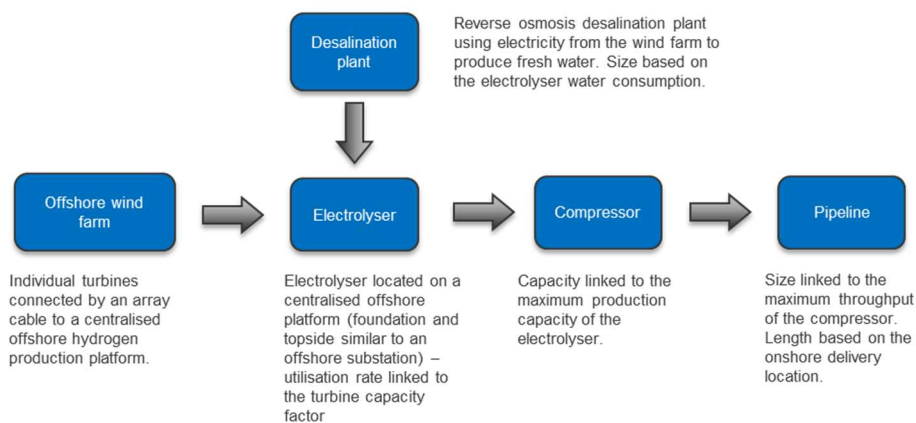 Desalination
plant
Reverse osmosis desalination plant
using electricity from the wind farm to
produce fresh water. Size based on
the electrolyser water consumption.
Offshore wind
farm
Electrolyser
Compressor
Pipeline
Individual turbines
connected by an array
cable to a centralised
offshore hydrogen
production platform.
Electrolyser located on a
centralised offshore
platform (foundation and
topside similar to an
offshore substation) –
utilisation rate linked to
the turbine capacity
factor
Capacity linked to the
maximum production
capacity of the
electrolyser.
Size linked to the
maximum throughput
of the compressor.
Length based on the
onshore delivery
location.